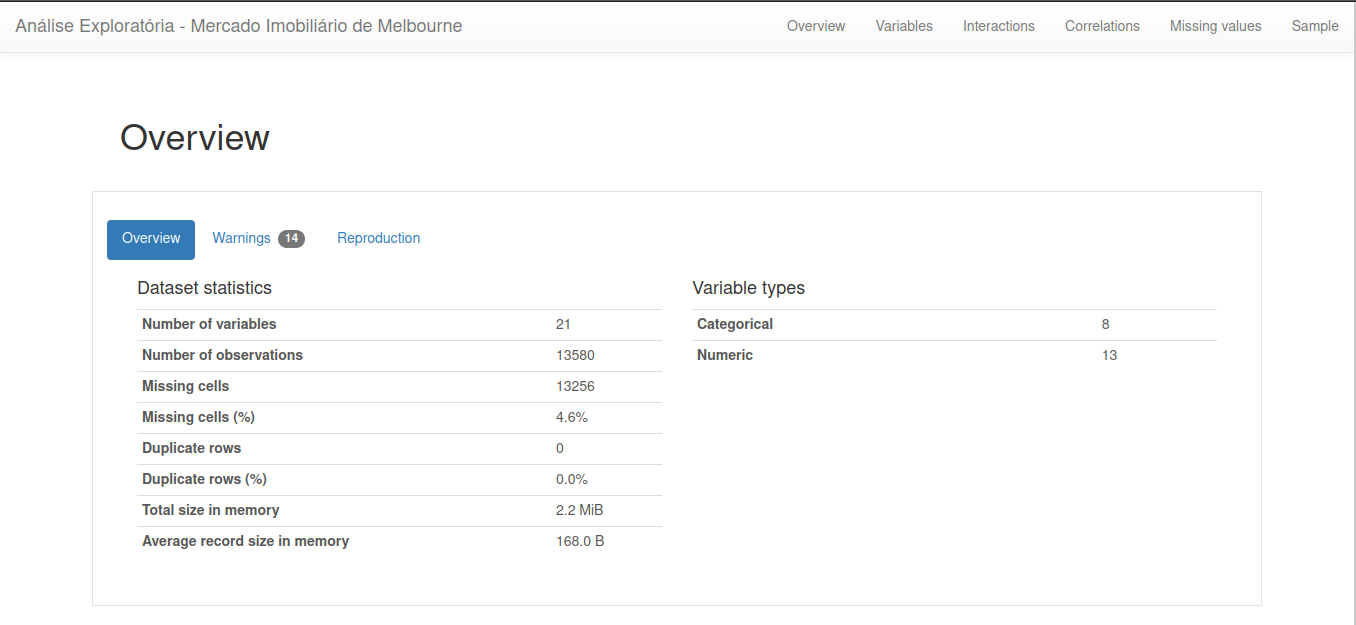 Análise Exploratória - Mercado Imobiliário de Melbourne
Overview Variables Interactions Correlations Missing values Sample
Overview
Overview Warnings 14 Reproduction
Dataset statistics
Number of variables 21
Number of observations 13580
Missing cells 13256
Missing cells (%) 4.6%
Duplicate rows 0
Duplicate rows (%) 0.0%
Total size in memory 2.2 MiB
Average record size in memory 168.0 B
Variable types
Categorical 8
Numeric 13